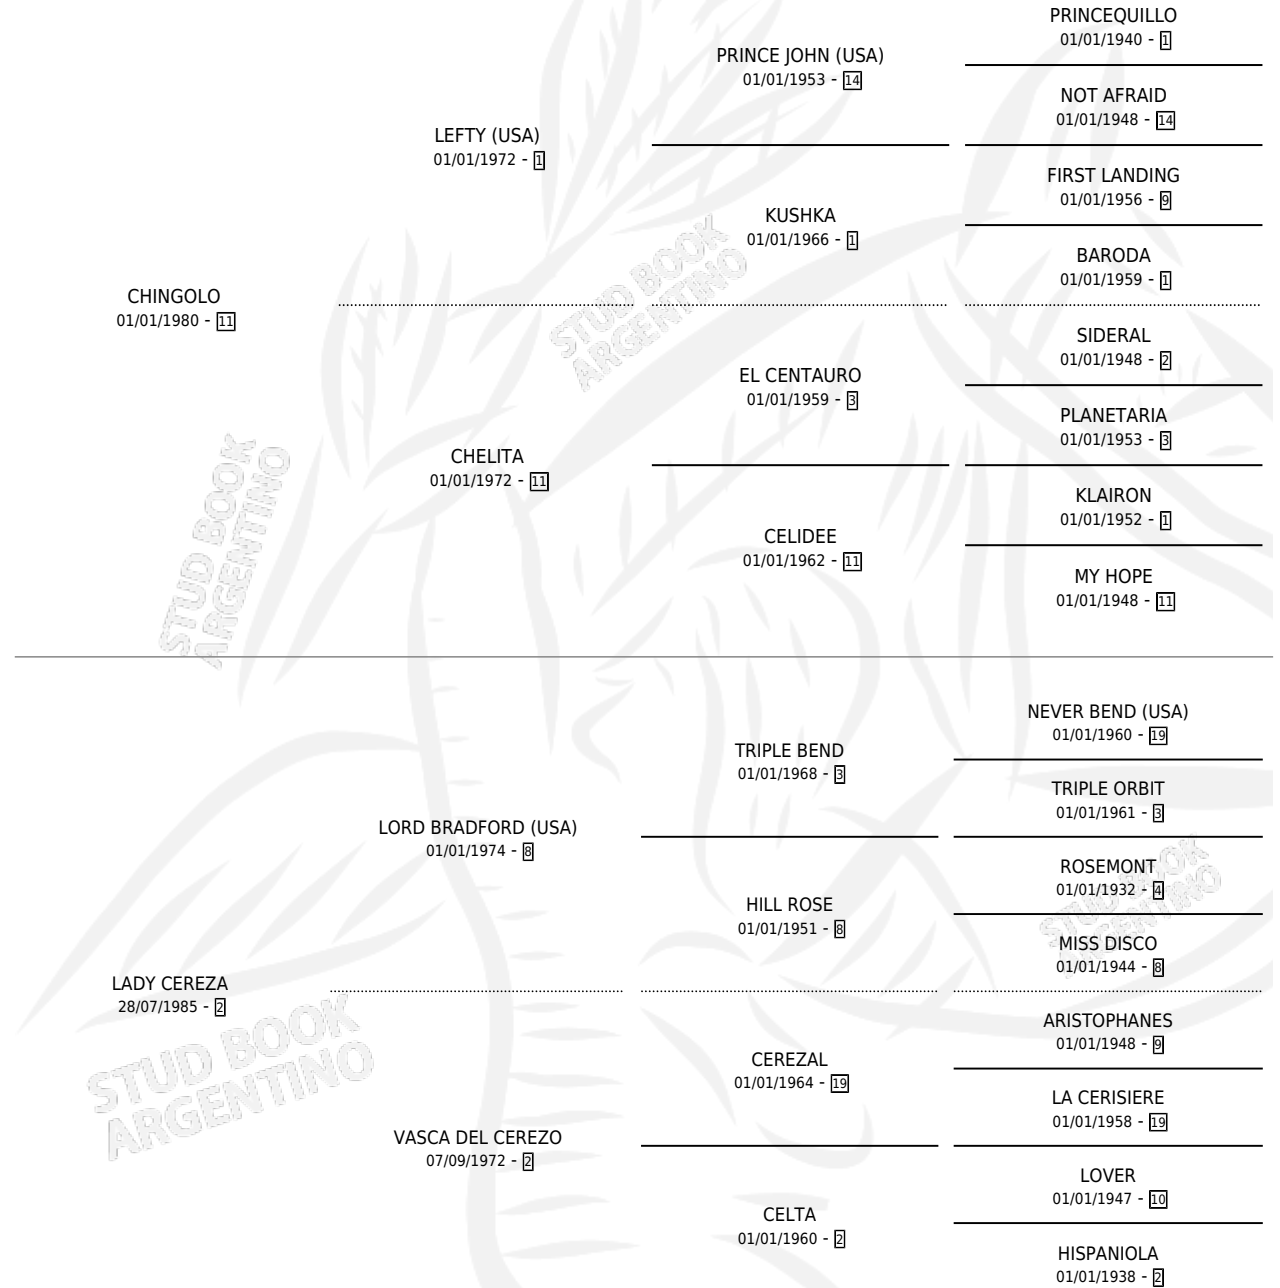 PRINCEQUILLO
01/01/1940 - 1
PRINCE JOHN (USA)
01/01/1953 - 14
NOT AFRAID
01/01/1948 - 14
LEFTY (USA)
01/01/1972 - 1
FIRST LANDING
01/01/1956 - 9
KUSHKA
01/01/1966 - 1
BARODA
01/01/1959 - 1
CHINGOLO
01/01/1980 - 11
SIDERAL
01/01/1948 - 2
EL CENTAURO
01/01/1959 - 3
PLANETARIA
01/01/1953 - 3
CHELITA
01/01/1972 - 11
KLAIRON
01/01/1952 - 1
CELIDEE
01/01/1962 - 11
MY HOPE
01/01/1948 - 11
NEVER BEND (USA)
01/01/1960 - 19
TRIPLE BEND
01/01/1968 - 3
TRIPLE ORBIT
01/01/1961 - 3
LORD BRADFORD (USA)
01/01/1974 - 8
ROSEMONT
01/01/1932 - 4
HILL ROSE
01/01/1951 - 8
MISS DISCO
01/01/1944 - 8
LADY CEREZA
28/07/1985 - 2
ARISTOPHANES
01/01/1948 - 9
CEREZAL
01/01/1964 - 19
LA CERISIERE
01/01/1958 - 19
VASCA DEL CEREZO
07/09/1972 - 2
LOVER
01/01/1947 - 10
CELTA
01/01/1960 - 2
HISPANIOLA
01/01/1938 - 2
STUD BOOK
ARGENTINO
STUD BOOK
ARGENTINO
STUD BOOK
ARGENTINO
STUD BOOK
ARGENTINO